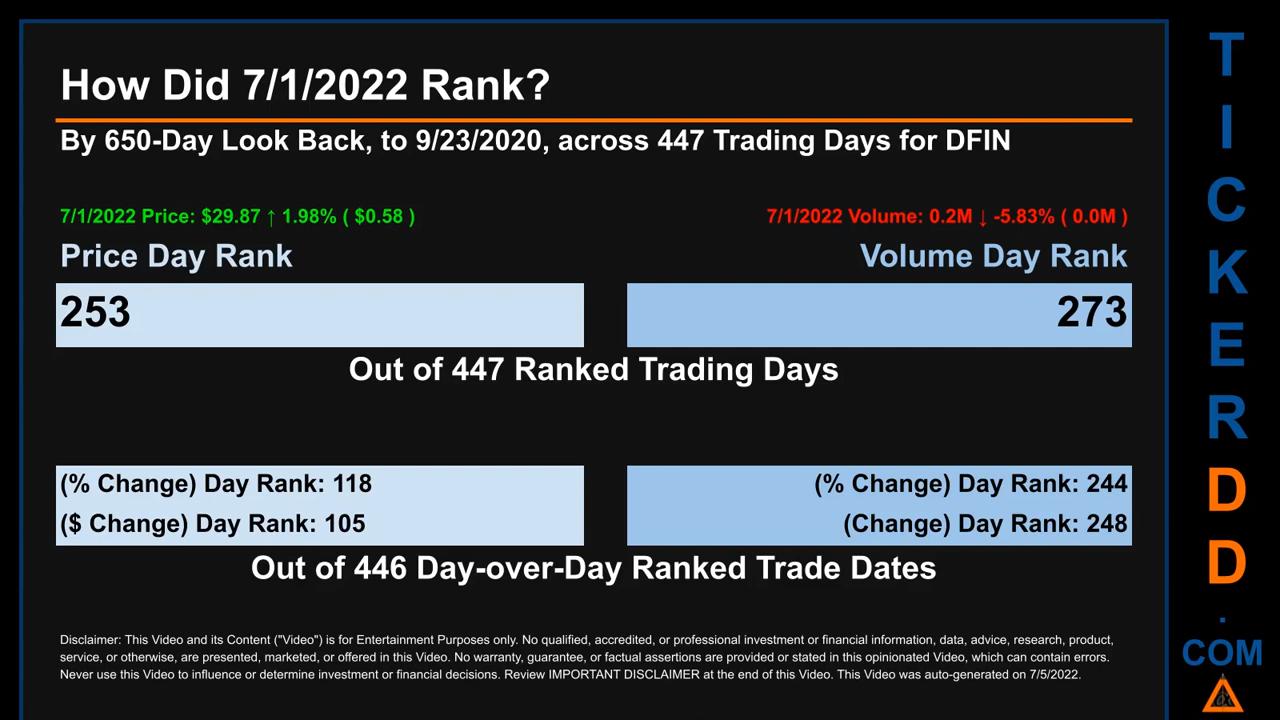 How Did 7/1/2022 Rank?
By 650-Day Look Back, to 9/23/2020, across 447 Trading Days for DFIN
7/1/2022 Price: $29.87 ↑ 1.98% ( $0.58 )
7/1/2022 Volume: 0.2M ↓ -5.83% ( 0.0M )
Price Day Rank
Volume Day Rank
253
273
Out of 447 Ranked Trading Days
(% Change) Day Rank: 118
(% Change) Day Rank: 244
($ Change) Day Rank: 105
(Change) Day Rank: 248
Out of 446 Day-over-Day Ranked Trade Dates
Disclaimer: This Video and its Content ("Video") is for Entertainment Purposes only. No qualified, accredited, or professional investment or financial information, data, advice, research, product,
service, or otherwise, are presented, marketed, or offered in this Video. No warranty, guarantee, or factual assertions are provided or stated in this opinionated Video, which can contain errors.
Never use this Video to influence or determine investment or financial decisions. Review IMPORTANT DISCLAIMER at the end of this Video. This Video was auto-generated on 7/5/2022.
T
I
C
K
E
R
D
D
.
COM